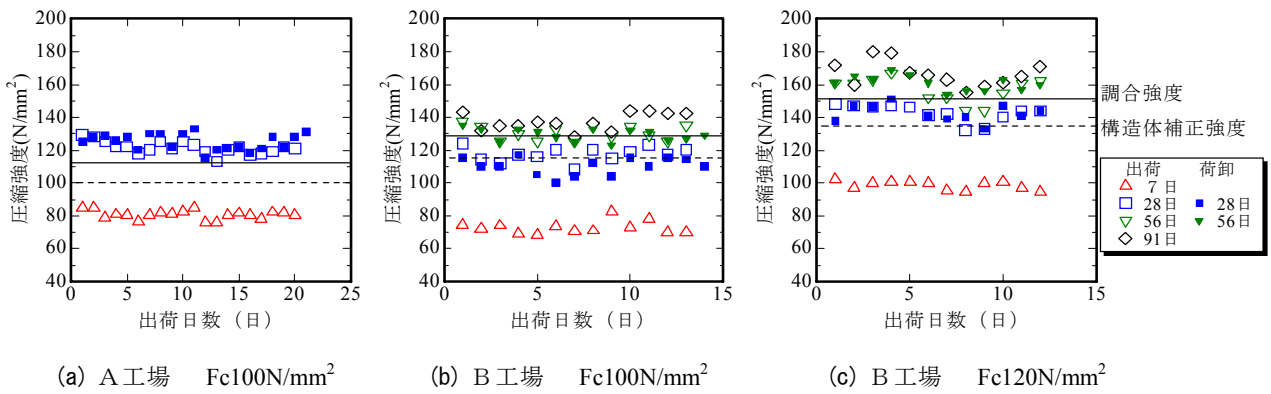 圧縮強度(N/mm²)
200
180
160
140
120
100
80
60
40
0 5 10 15 20 25
出荷日数（日）
(a) A工場 Fc100N/mm²
圧縮強度(N/mm²)
200
180
160
140
120
100
80
60
40
0 5 10 15
出荷日数（日）
(b) B工場 Fc100N/mm²
圧縮強度(N/mm²)
200
180
160
140
120
100
80
60
40
0 5 10 15
出荷日数（日）
(c) B工場 Fc120N/mm²
調合強度
構造体補正強度
出荷 荷卸
7日
28日 28日
56日 56日
91日